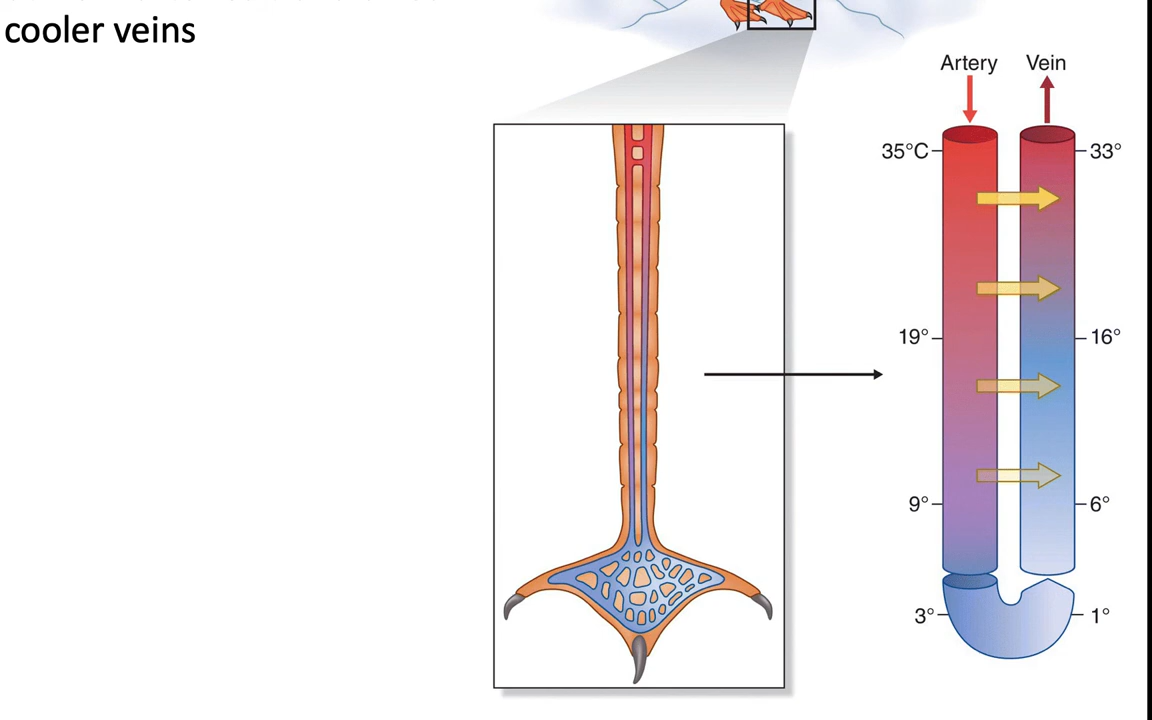 cooler veins
Artery Vein
35°C 33°
19° 16°
9° 6°
3° 1°